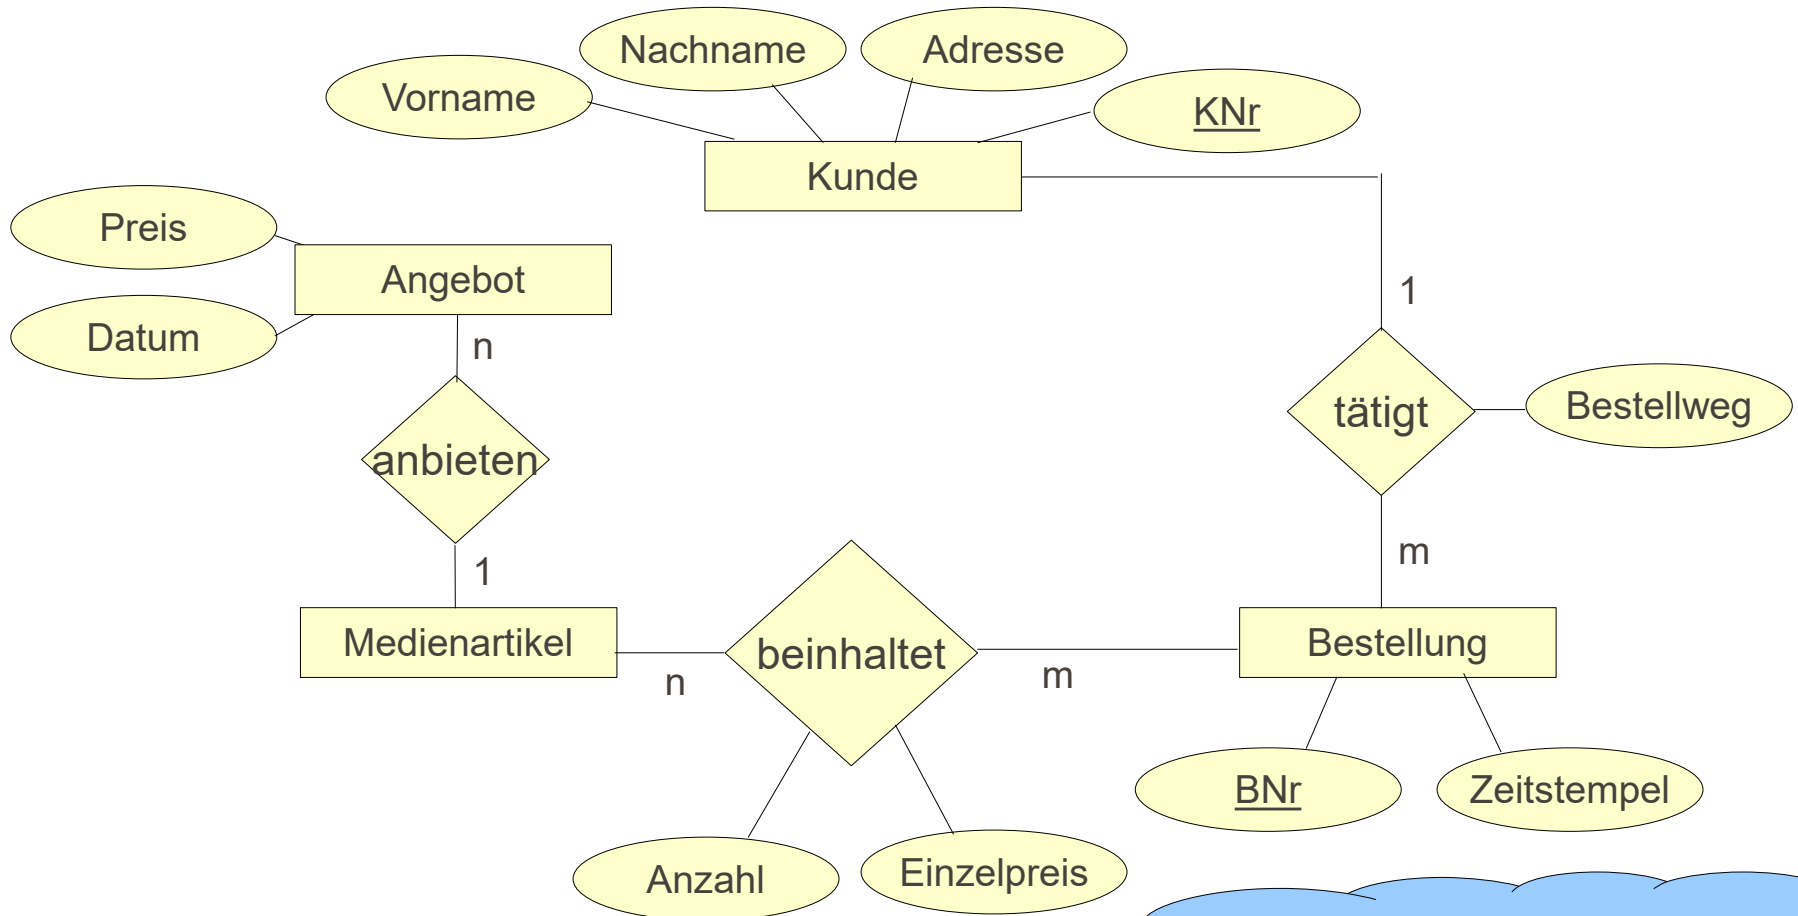 Nachname
Adresse
Vorname
KNr
Kunde
Preis
Angebot
Datum
n
1
tätigt
Bestellweg
anbieten
1
m
Medienartikel
beinhaltet
Bestellung
n
m
BNr
Zeitstempel
Anzahl
Einzelpreis